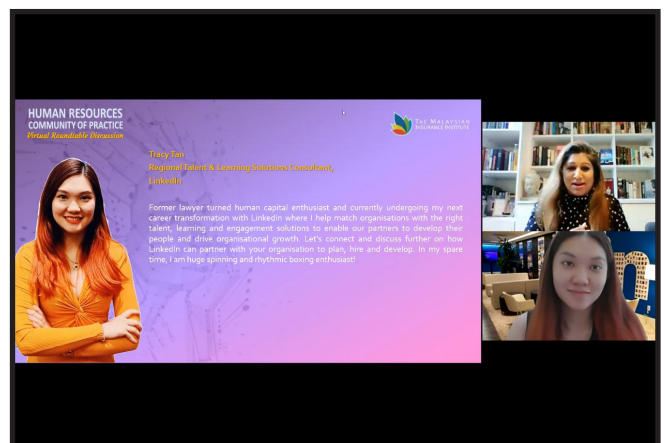 HUMAN RESOURCES
COMMUNITY OF PRACTICE
Virtual Roundtable Discussion
THE MALAYSIAN
INSURANCE INSTITUTE
Tracy Tan
Regional Talent & Learning Solutions Consultant,
LinkedIn
Former lawyer turned human capital enthusiast and currently undergoing my next
career transformation with Linkedin where I help match organisations with the right
talent, learning and engagement solutions to enable our partners to develop their
people and drive organisational growth. Let's connect and discuss further on how
LinkedIn can partner with your organisation to plan, hire and develop. In my spare
time, I am huge spinning and rhythmic boxing enthusiast!